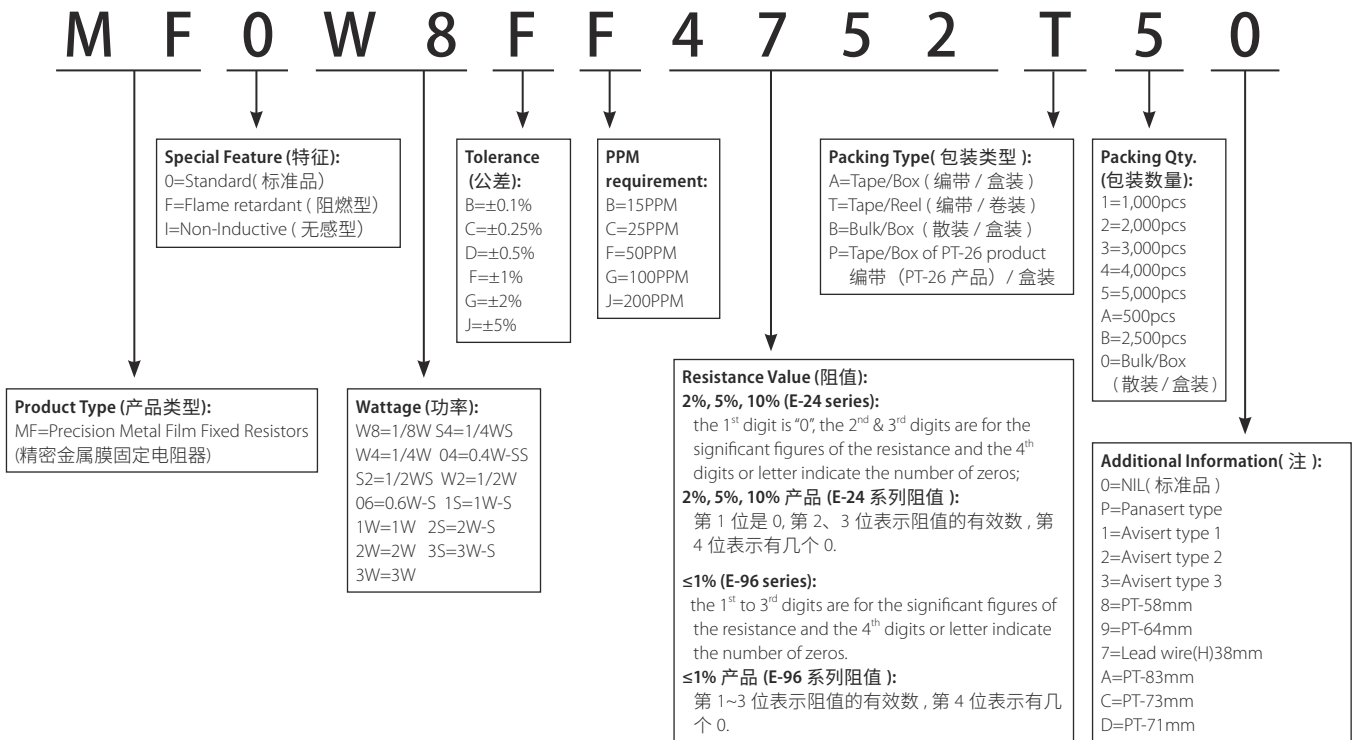 M F 0 W 8 F F 4 7 5 2 T 5 0
Special Feature (特征):
0=Standard( 标准品 )
F=Flame retardant ( 阻燃型)
I=Non-Inductive ( 无感型)
Tolerance
(公差):
B=±0.1%
C=±0.25%
D=±0.5%
F=±1%
G=±2%
J=±5%
PPM
requirement:
B=15PPM
C=25PPM
F=50PPM
G=100PPM
J=200PPM
Packing Type( 包装类型 ):
A=Tape/Box ( 编带 / 盒装 )
T=Tape/Reel ( 编带 / 卷装 )
B=Bulk/Box ( 散装 / 盒装 )
P=Tape/Box of PT-26 product
编带（PT-26 产品）/ 盒装
Packing Qty.
(包装数量):
1=1,000pcs
2=2,000pcs
3=3,000pcs
4=4,000pcs
5=5,000pcs
A=500pcs
B=2,500pcs
0=Bulk/Box
（散装 / 盒装 )
Product Type (产品类型):
MF=Precision Metal Film Fixed Resistors
(精密金属膜固定电阻器)
Wattage (功率):
W8=1/8W S4=1/4WS
W4=1/4W 04=0.4W-SS
S2=1/2WS W2=1/2W
06=0.6W-S 1S=1W-S
1W=1W 2S=2W-S
2W=2W 3S=3W-S
3W=3W
Resistance Value (阻值):
2%, 5%, 10% (E-24 series):
the 1st digit is “0”, the 2nd & 3rd digits are for the
significant figures of the resistance and the 4th
digits or letter indicate the number of zeros;
2%, 5%, 10% 产品 (E-24 系列阻值 ):
第 1 位是 0, 第 2、3 位表示阻值的有效数 , 第
4 位表示有几个 0.
≤1% (E-96 series):
the 1st to 3rd digits are for the significant figures of
the resistance and the 4th digits or letter indicate
the number of zeros.
≤1% 产品 (E-96 系列阻值 ):
第 1~3 位表示阻值的有效数 , 第 4 位表示有几
个 0.
Additional Information( 注 ):
0=NIL( 标准品 )
P=Panasert type
1=Avisert type 1
2=Avisert type 2
3=Avisert type 3
8=PT-58mm
9=PT-64mm
7=Lead wire(H)38mm
A=PT-83mm
C=PT-73mm
D=PT-71mm